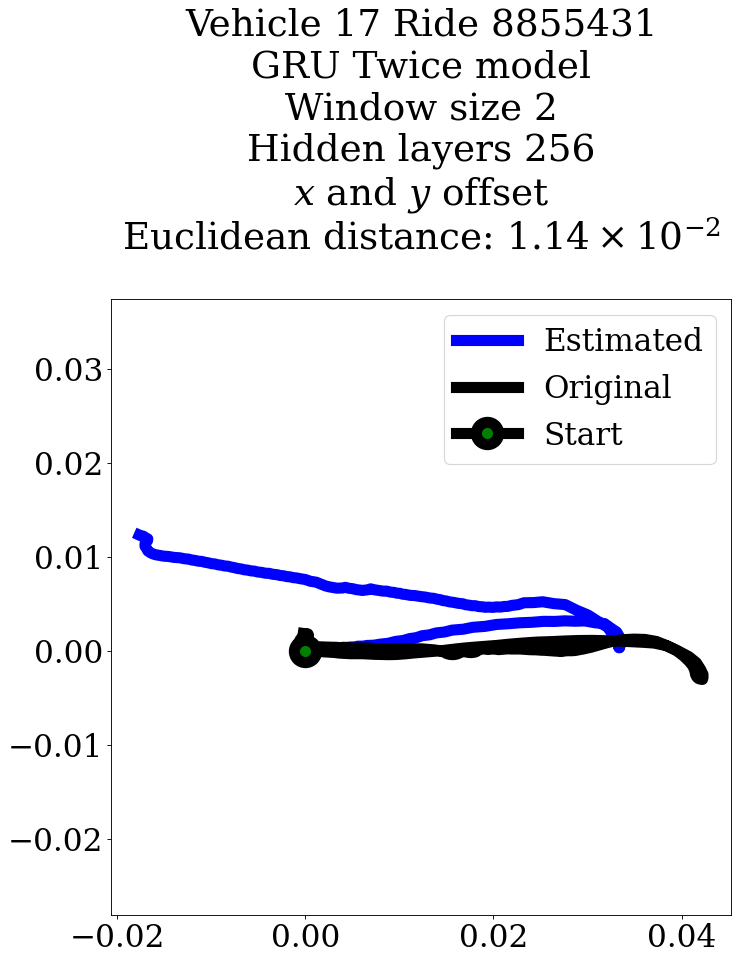 Vehicle 17 Ride 8855431
GRU Twice model
Window size 2
Hidden layers 256
x and y offset
Euclidean distance: 1.14 × 10⁻²
Estimated
Original
Start
0.03
0.02
0.01
0.00
−0.01
−0.02
−0.02 0.00 0.02 0.04